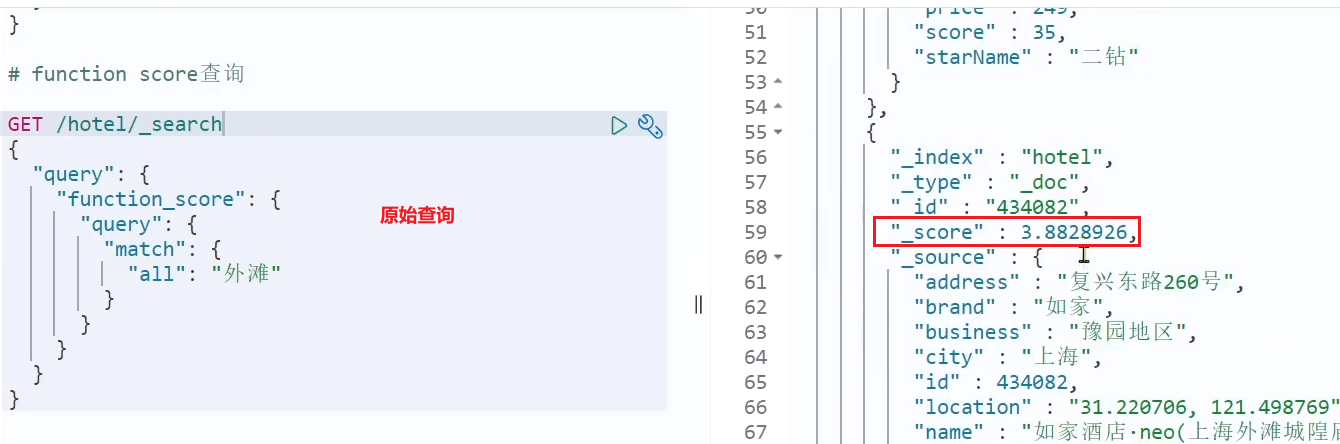 }
# function score查询
GET /hotel/_search
{
"query": {
"function_score": {
"query": {
"match": {
"all": "外滩"
}
}
}
}
}
原始查询
51 "score" : 35,
52 "starName" : "二钻"
53 }
54 },
55 {
56 "_index" : "hotel",
57 "_type" : "_doc",
58 "_id" : "434082",
59 "_score" : 3.8828926,
60 "_source" : {
61 "address" : "复兴东路260号",
62 "brand" : "如家",
63 "business" : "豫园地区",
64 "city" : "上海",
65 "id" : 434082,
66 "location" : "31.220706, 121.498769"
67 "name" : "如家酒店·neo(上海外滩城隍庙